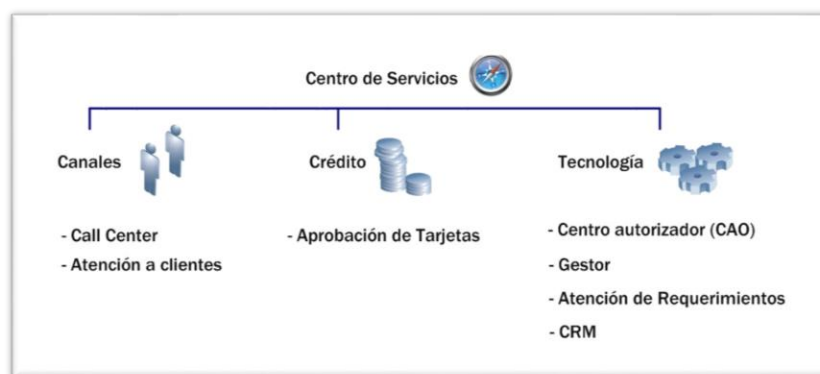 Centro de Servicios
Canales
- Call Center
- Atención a clientes
Crédito
- Aprobación de Tarjetas
Tecnología
- Centro autorizador (CAO)
- Gestor
- Atención de Requerimientos
- CRM